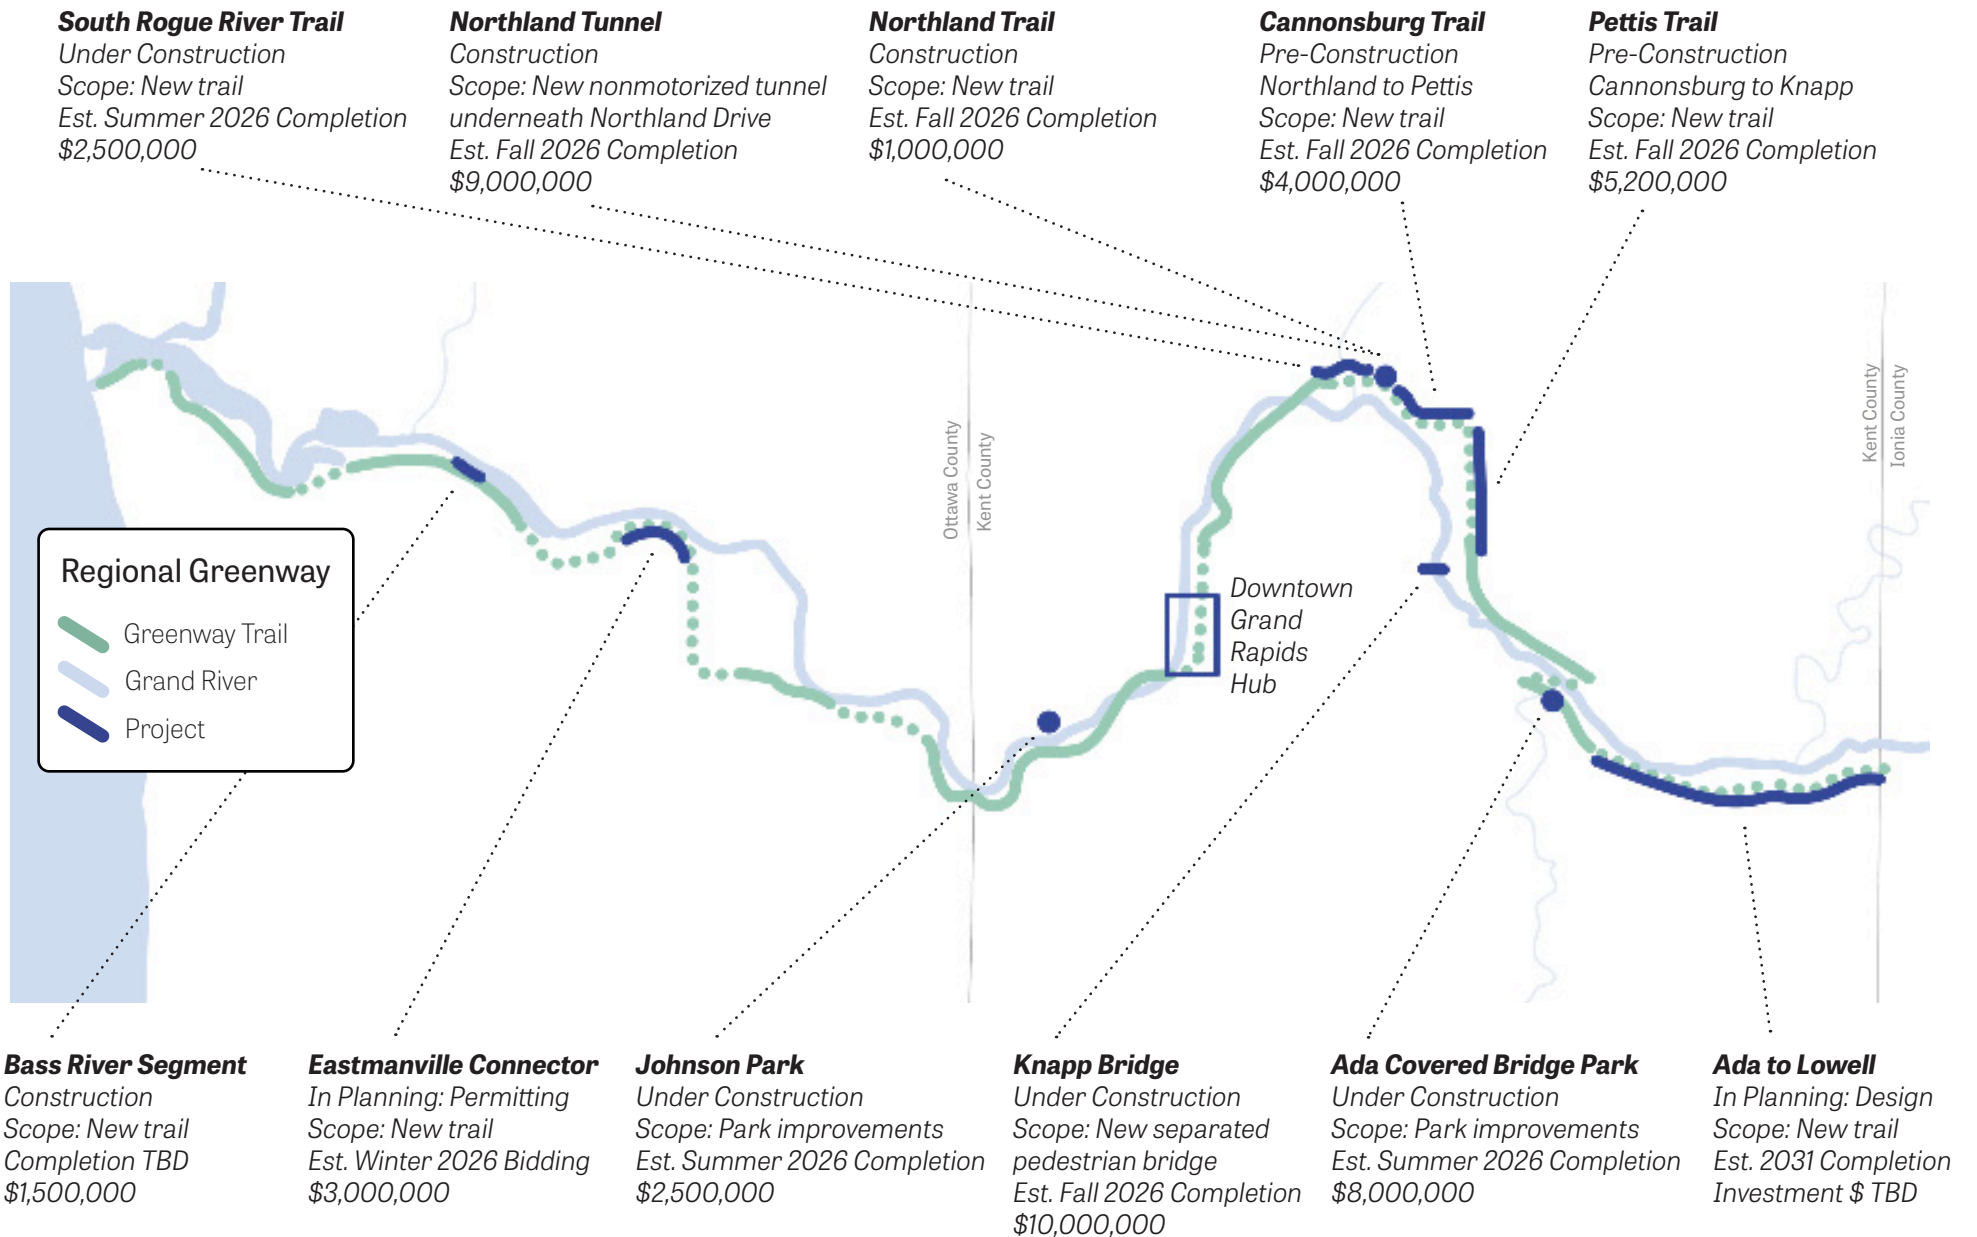 South Rogue River Trail
Under Construction
Scope: New trail
Est. Summer 2026 Completion
$2,500,000
Northland Tunnel
Construction
Scope: New nonmotorized tunnel
underneath Northland Drive
Est. Fall 2026 Completion
$9,000,000
Northland Trail
Construction
Scope: New trail
Est. Fall 2026 Completion
$1,000,000
Cannonsburg Trail
Pre-Construction
Northland to Pettis
Scope: New trail
Est. Fall 2026 Completion
$4,000,000
Pettis Trail
Pre-Construction
Cannonsburg to Knapp
Scope: New trail
Est. Fall 2026 Completion
$5,200,000
Ottawa County
Kent County
Kent County
Ionia County
Regional Greenway
Greenway Trail
Grand River
Project
Downtown
Grand
Rapids
Hub
Bass River Segment
Construction
Scope: New trail
Completion TBD
$1,500,000
Eastmanville Connector
In Planning: Permitting
Scope: New trail
Est. Winter 2026 Bidding
$3,000,000
Johnson Park
Under Construction
Scope: Park improvements
Est. Summer 2026 Completion
$2,500,000
Knapp Bridge
Under Construction
Scope: New separated
pedestrian bridge
Est. Fall 2026 Completion
$10,000,000
Ada Covered Bridge Park
Under Construction
Scope: Park improvements
Est. Summer 2026 Completion
$8,000,000
Ada to Lowell
In Planning: Design
Scope: New trail
Est. 2031 Completion
Investment $ TBD